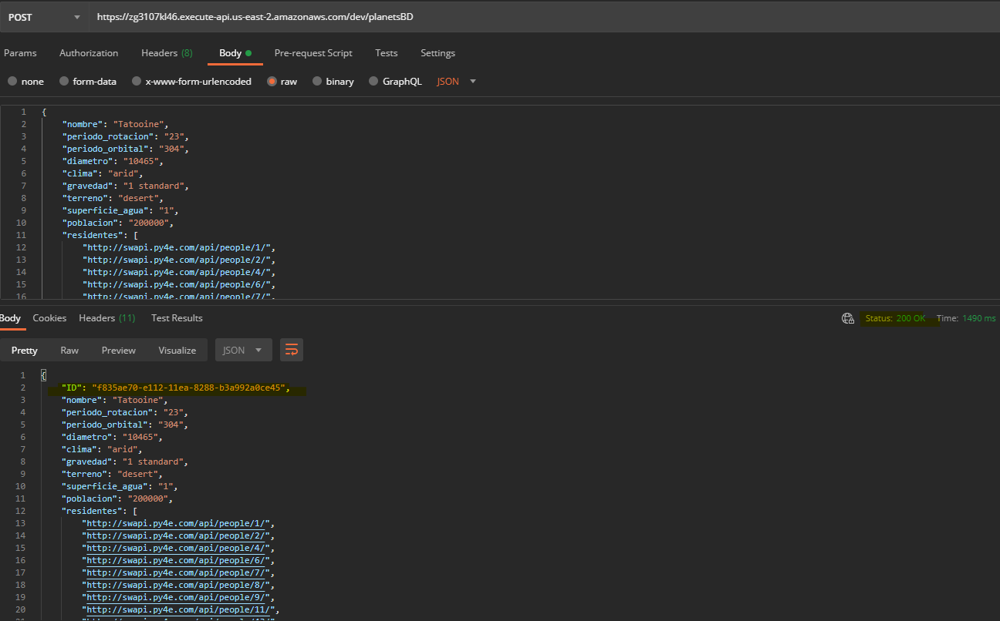 POST https://zg3107kl46.execute-api.us-east-2.amazonaws.com/dev/planetsBD
Params Authorization Headers (8) Body Pre-request Script Tests Settings
none form-data x-www-form-urlencoded raw binary GraphQL JSON
1 {
2 "nombre": "Tatooine",
3 "periodo_rotacion": "23",
4 "periodo_orbital": "304",
5 "diametro": "10465",
6 "clima": "arid",
7 "gravedad": "1 standard",
8 "terreno": "desert",
9 "superficie_agua": "1",
10 "poblacion": "200000",
11 "residentes": [
12 "http://swapi.py4e.com/api/people/1/",
13 "http://swapi.py4e.com/api/people/2/",
14 "http://swapi.py4e.com/api/people/4/",
15 "http://swapi.py4e.com/api/people/6/",
16 "http://swapi.py4e.com/api/people/7/",
Body Cookies Headers (11) Test Results Status: 200 OK Time: 1490 ms
Pretty Raw Preview Visualize JSON
1 {
2 "ID": "f835ae70-e112-11ea-8288-b3a992a0ce45",
3 "nombre": "Tatooine",
4 "periodo_rotacion": "23",
5 "periodo_orbital": "304",
6 "diametro": "10465",
7 "clima": "arid",
8 "gravedad": "1 standard",
9 "terreno": "desert",
10 "superficie_agua": "1",
11 "poblacion": "200000",
12 "residentes": [
13 "http://swapi.py4e.com/api/people/1/",
14 "http://swapi.py4e.com/api/people/2/",
15 "http://swapi.py4e.com/api/people/4/",
16 "http://swapi.py4e.com/api/people/6/",
17 "http://swapi.py4e.com/api/people/7/",
18 "http://swapi.py4e.com/api/people/8/",
19 "http://swapi.py4e.com/api/people/9/",
20 "http://swapi.py4e.com/api/people/11/",